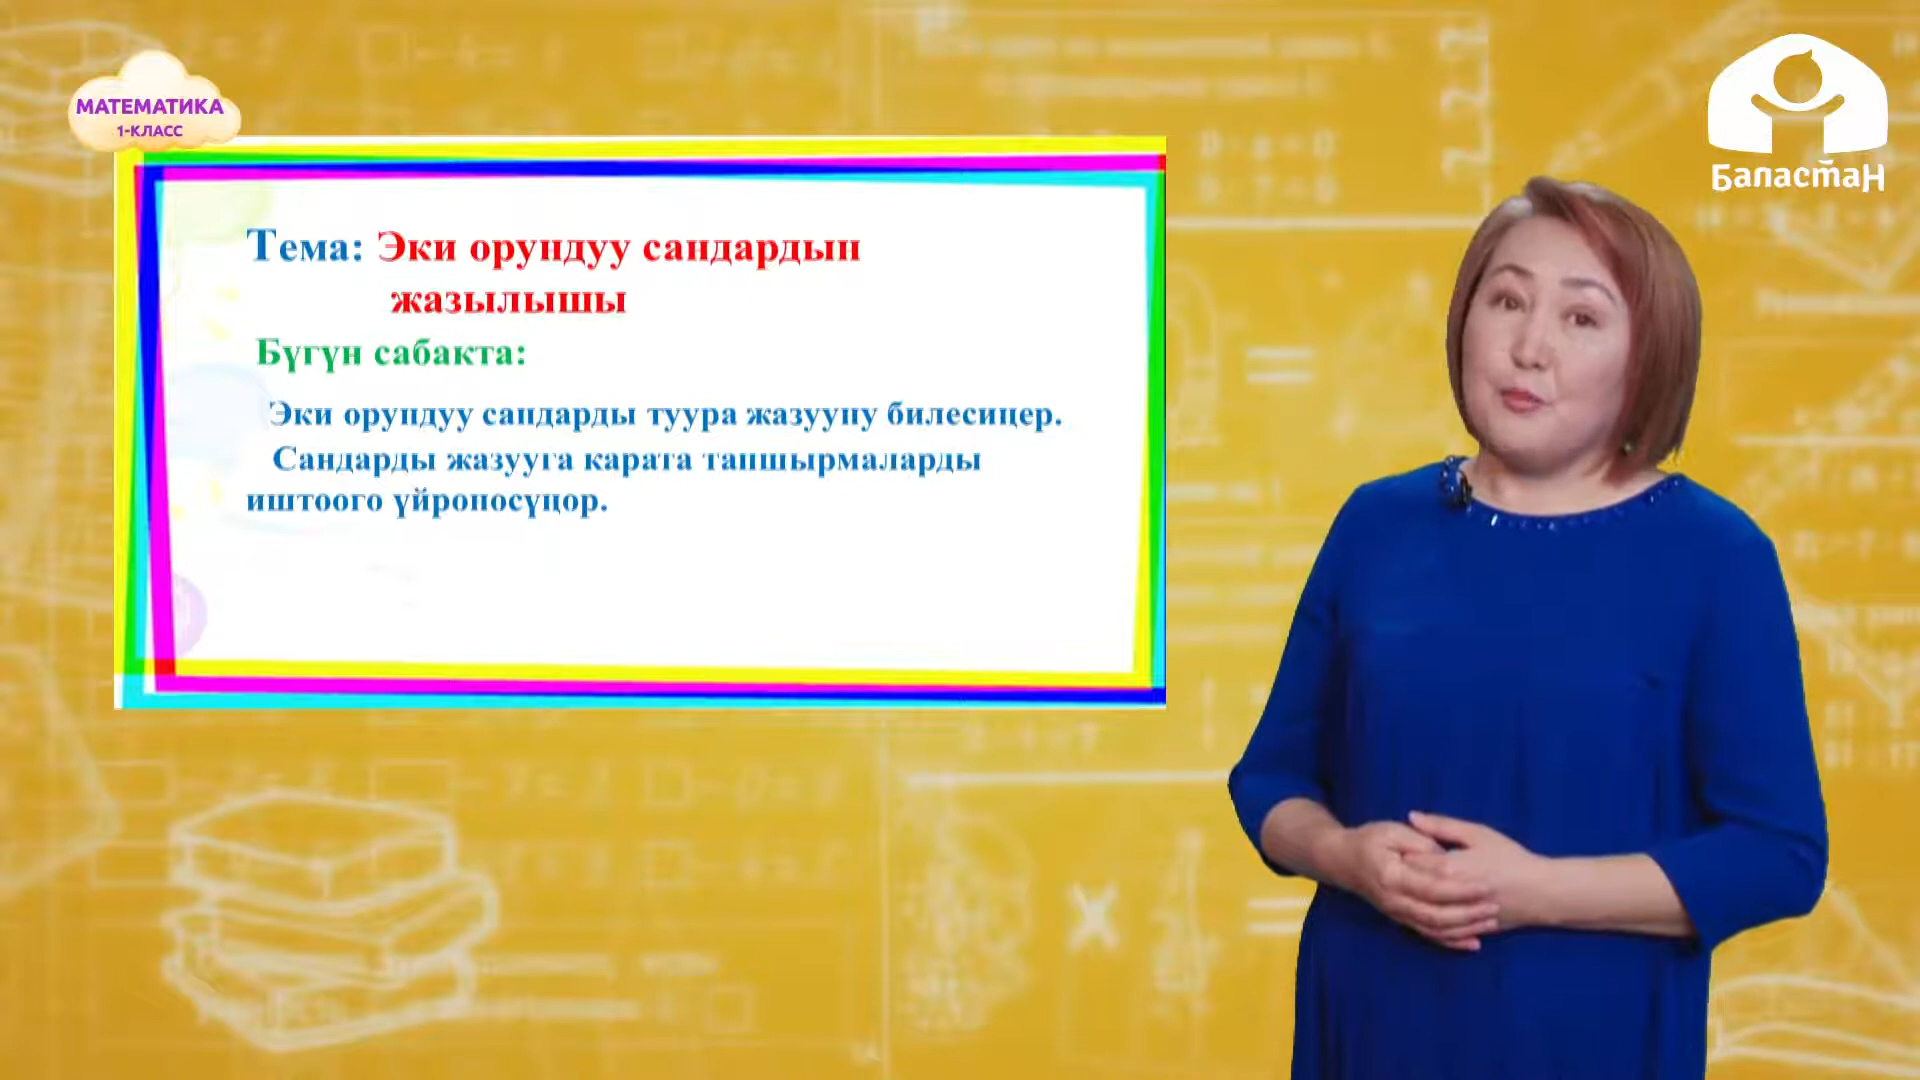 МАТЕМАТИКА
1-КЛАСС
Баластан
Тема: Эки орундуу сандардын
жазылышы
Бүгүн сабакта:
Эки орундуу сандарды туура жазууну билесиңер.
Сандарды жазууга карата тапшырмаларды
иштөөгө үйрөнөсүңөр.